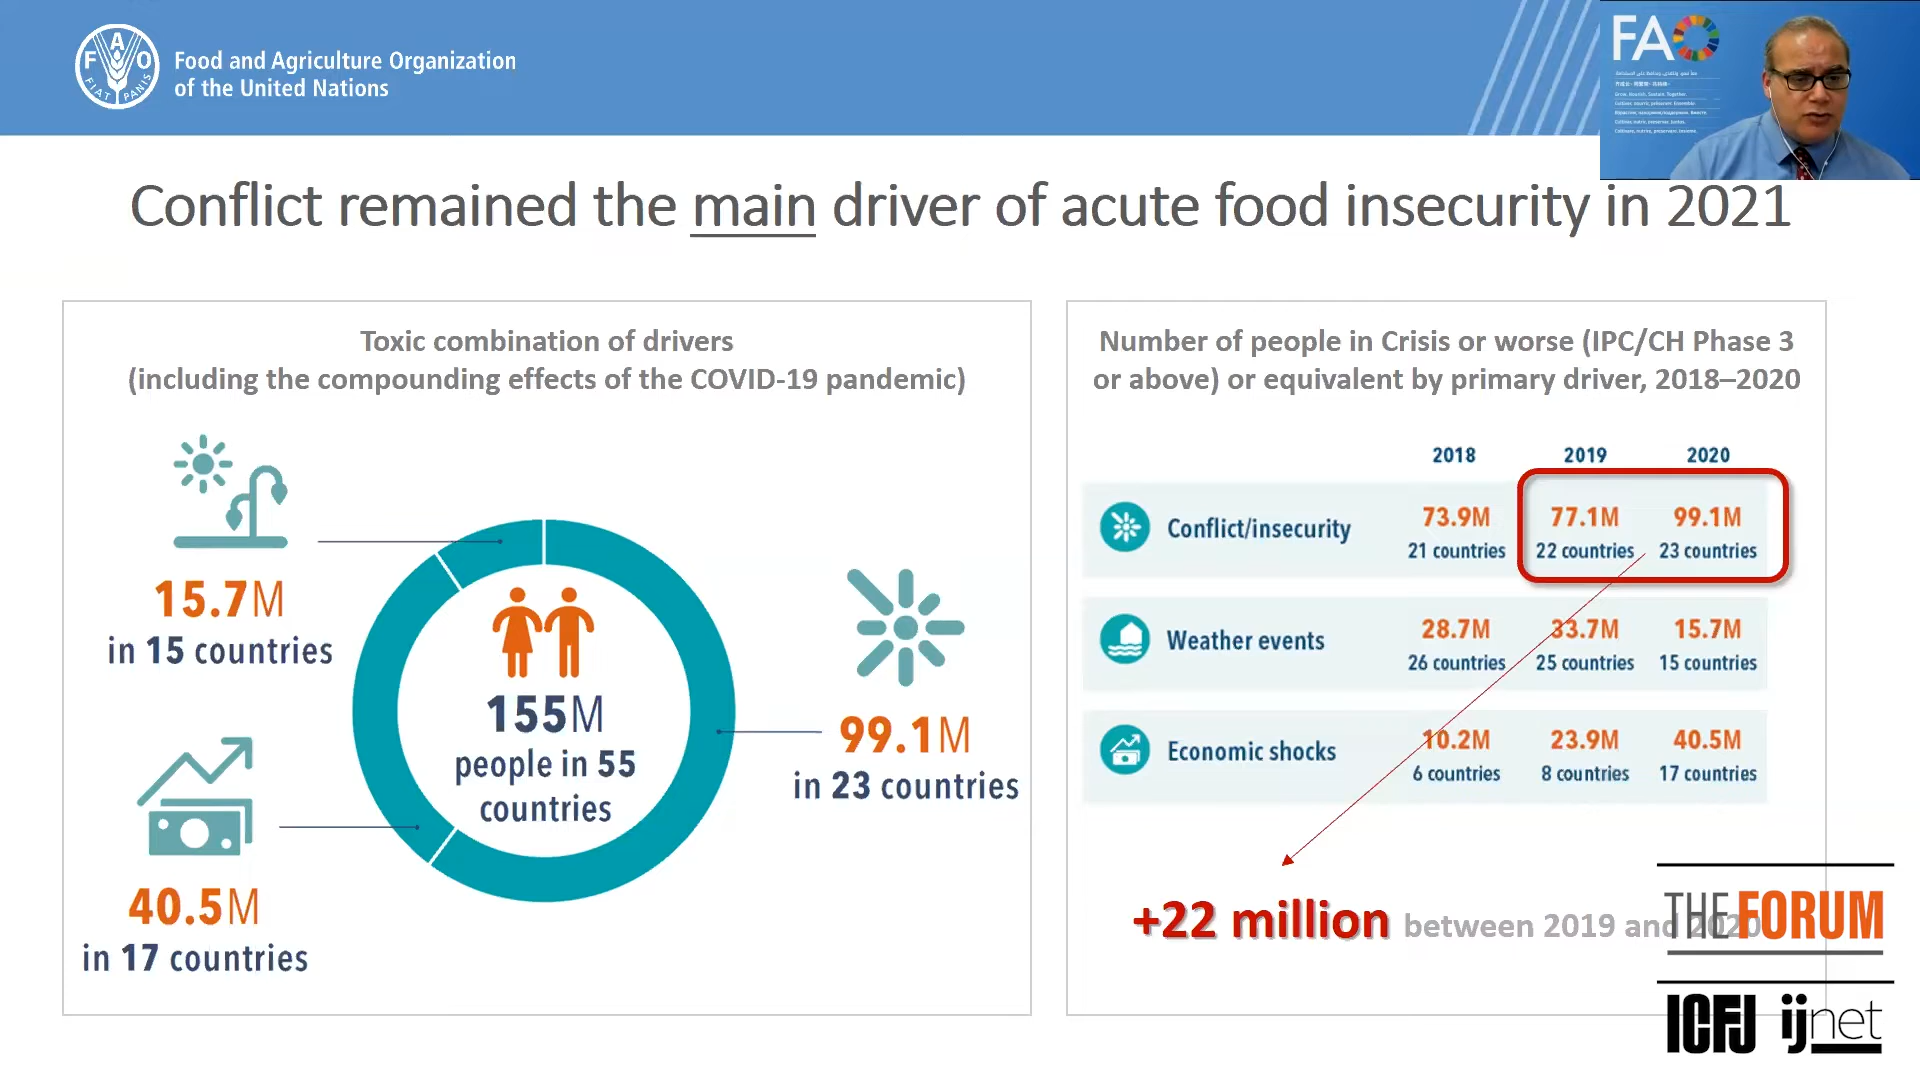 FAO
FIAT PANIS
Food and Agriculture Organization
of the United Nations
FAO
Conflict remained the main driver of acute food insecurity in 2021
Toxic combination of drivers
(including the compounding effects of the COVID-19 pandemic)
15.7M
in 15 countries
40.5M
in 17 countries
155M
people in 55
countries
99.1M
in 23 countries
Number of people in Crisis or worse (IPC/CH Phase 3
or above) or equivalent by primary driver, 2018–2020
2018 2019 2020
Conflict/insecurity 73.9M 77.1M 99.1M
21 countries 22 countries 23 countries
Weather events 28.7M 33.7M 15.7M
26 countries 25 countries 15 countries
Economic shocks 10.2M 23.9M 40.5M
6 countries 8 countries 17 countries
+22 million between 2019 and 2020
THE FORUM
ICFJ ijnet